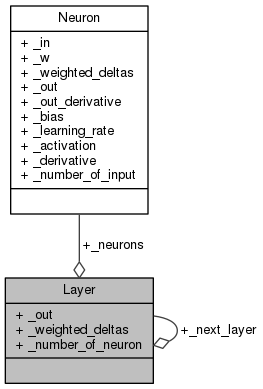 Neuron
+ _in
+ _w
+ _weighted_deltas
+ _out
+ _out_derivative
+ _bias
+ _learning_rate
+ _activation
+ _derivative
+ _number_of_input
+_neurons
Layer
+ _out
+ _weighted_deltas
+ _number_of_neuron
+_next_layer